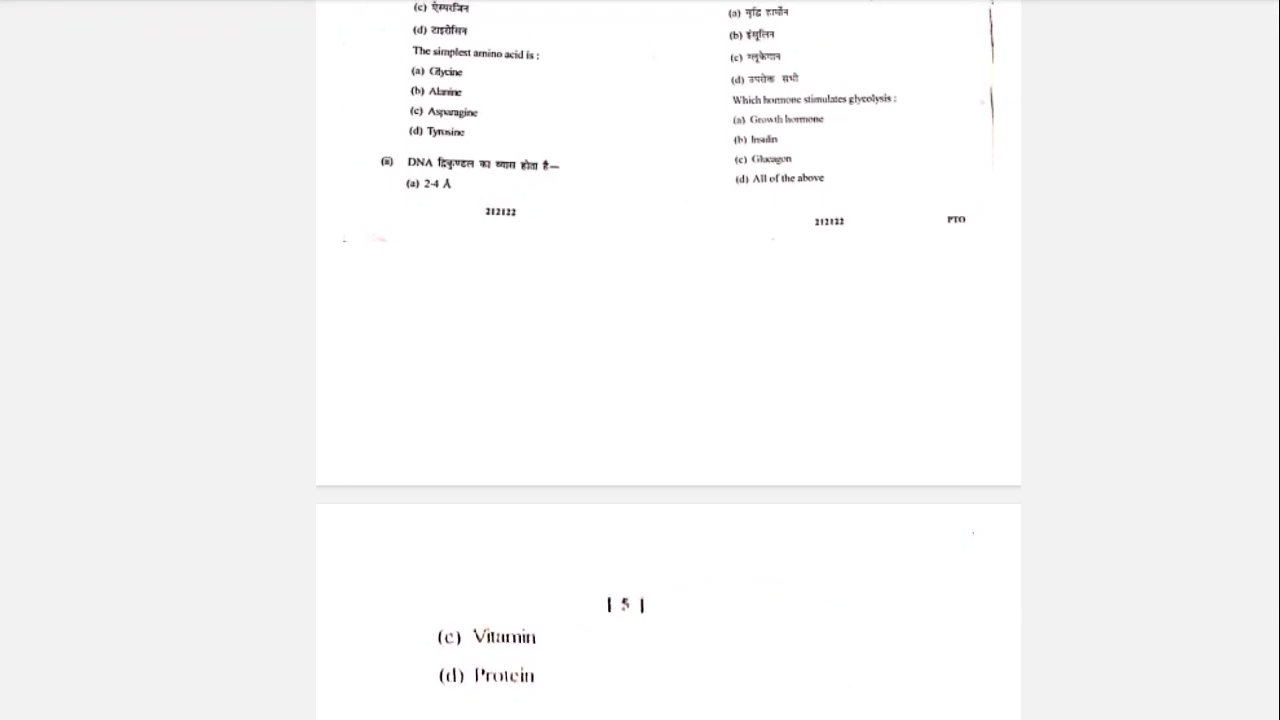 (c) ऐस्परजिन
(d) टाइरोसिन
The simplest amino acid is :
(a) Glycine
(b) Alanine
(c) Asparagine
(d) Tyrosine
(ii) DNA द्विकुण्डल का व्यास होता है—
(a) 2-4 Å
212122
(a) वृद्धि हार्मोन
(b) इंसुलिन
(c) ग्लूकेगान
(d) उपरोक्त सभी
Which hormone stimulates glycolysis :
(a) Growth hormone
(b) Insulin
(c) Glucagon
(d) All of the above
212122 PTO
[ 5 ]
(c) Vitamin
(d) Protein